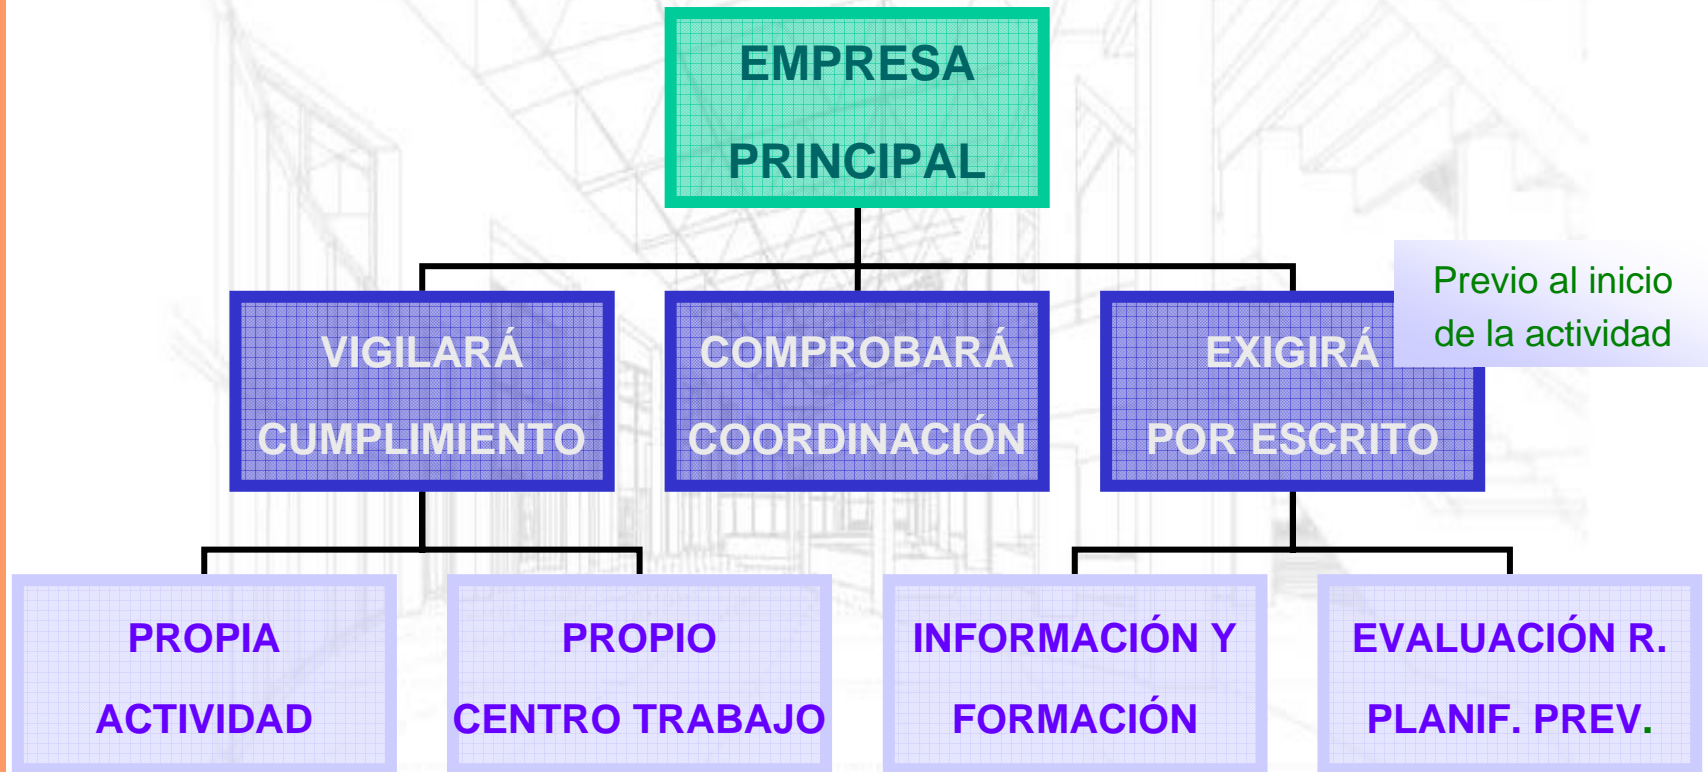 EMPRESA
PRINCIPAL
Previo al inicio
de la actividad
VIGILARÁ
CUMPLIMIENTO
COMPROBARÁ
COORDINACIÓN
EXIGIRÁ
POR ESCRITO
PROPIA
ACTIVIDAD
PROPIO
CENTRO TRABAJO
INFORMACIÓN Y
FORMACIÓN
EVALUACIÓN R.
PLANIF. PREV.